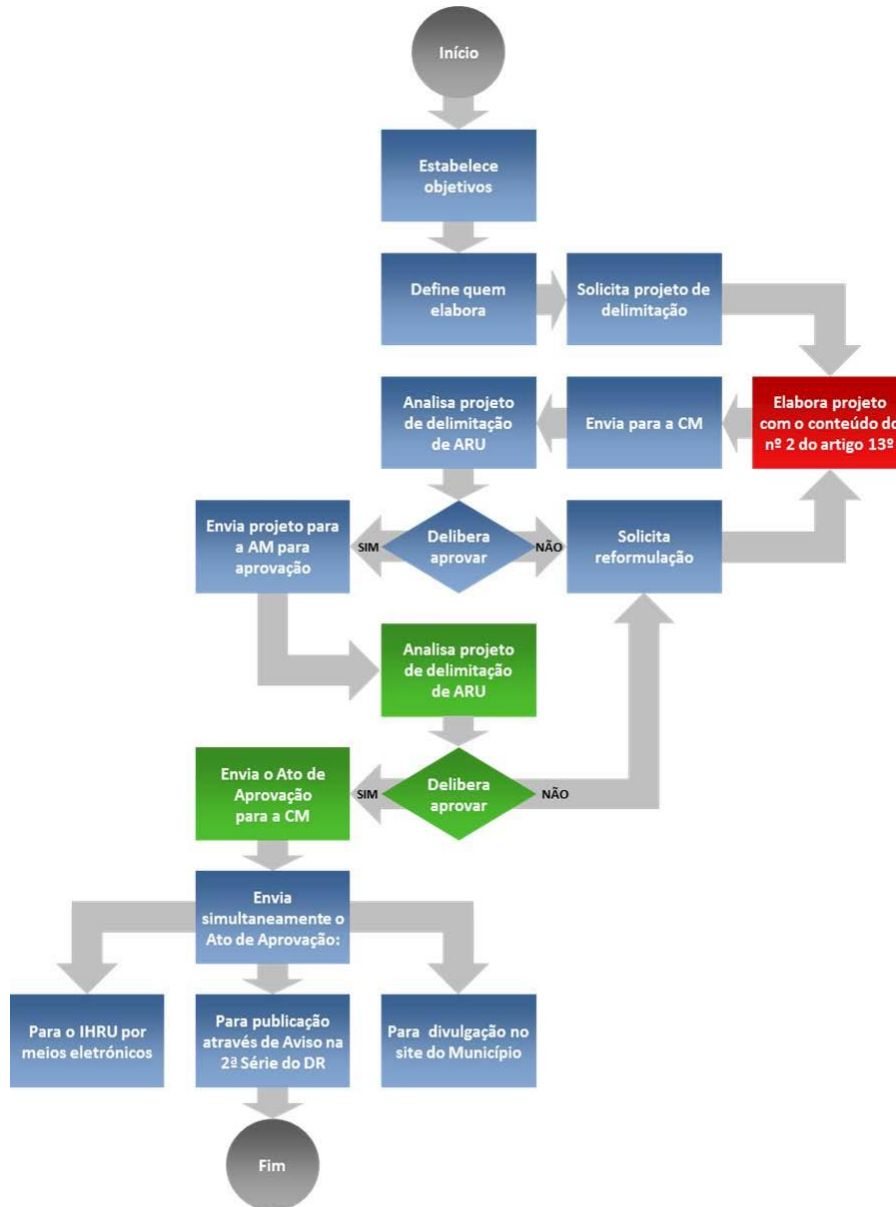 Início
Estabelece
objetivos
Define quem
elabora
Solicita projeto de
delimitação
Analisa projeto
de delimitação
de ARU
Envia para a CM
Elabora projeto
com o conteúdo do
nº 2 do artigo 13º
Envia projeto para
a AM para
aprovação
SIM
Delibera
aprovar
NÃO
Solicita
reformulação
Analisa projeto
de delimitação
de ARU
Envia o Ato de
Aprovação
para a CM
SIM
Delibera
aprovar
NÃO
Envia
simultaneamente o
Ato de Aprovação:
Para o IHRU por
meios eletrónicos
Para publicação
através de Aviso na
2ª Série do DR
Para divulgação no
site do Município
Fim